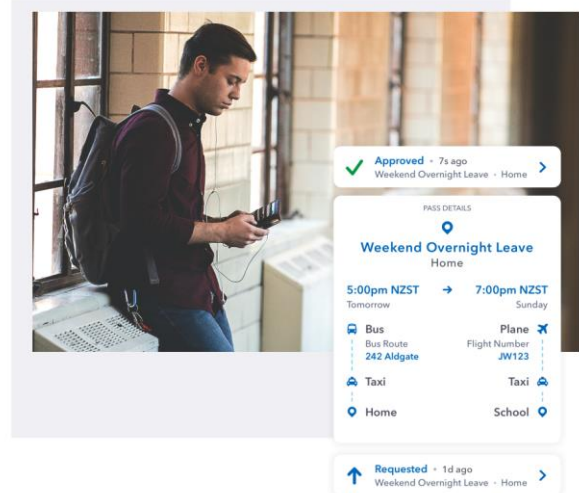 Approved • 7s ago
Weekend Overnight Leave • Home
PASS DETAILS
Weekend Overnight Leave
Home
5:00pm NZST → 7:00pm NZST
Tomorrow Sunday
Bus Plane
Bus Route Flight Number
242 Aldgate JW123
Taxi Taxi
Home School
Requested • 1d ago
Weekend Overnight Leave • Home